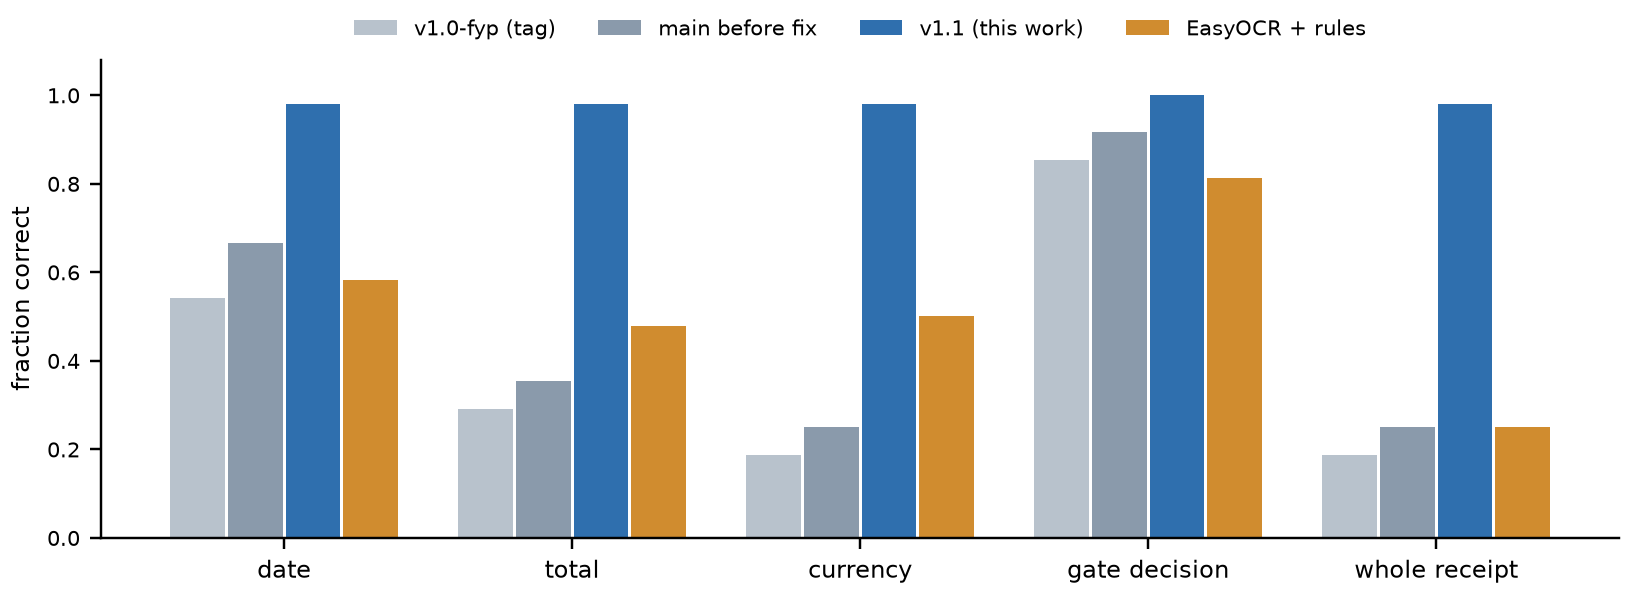 v1.0-fyp (tag) main before fix v1.1 (this work) EasyOCR + rules
fraction correct
1.0
0.8
0.6
0.4
0.2
0.0
date total currency gate decision whole receipt